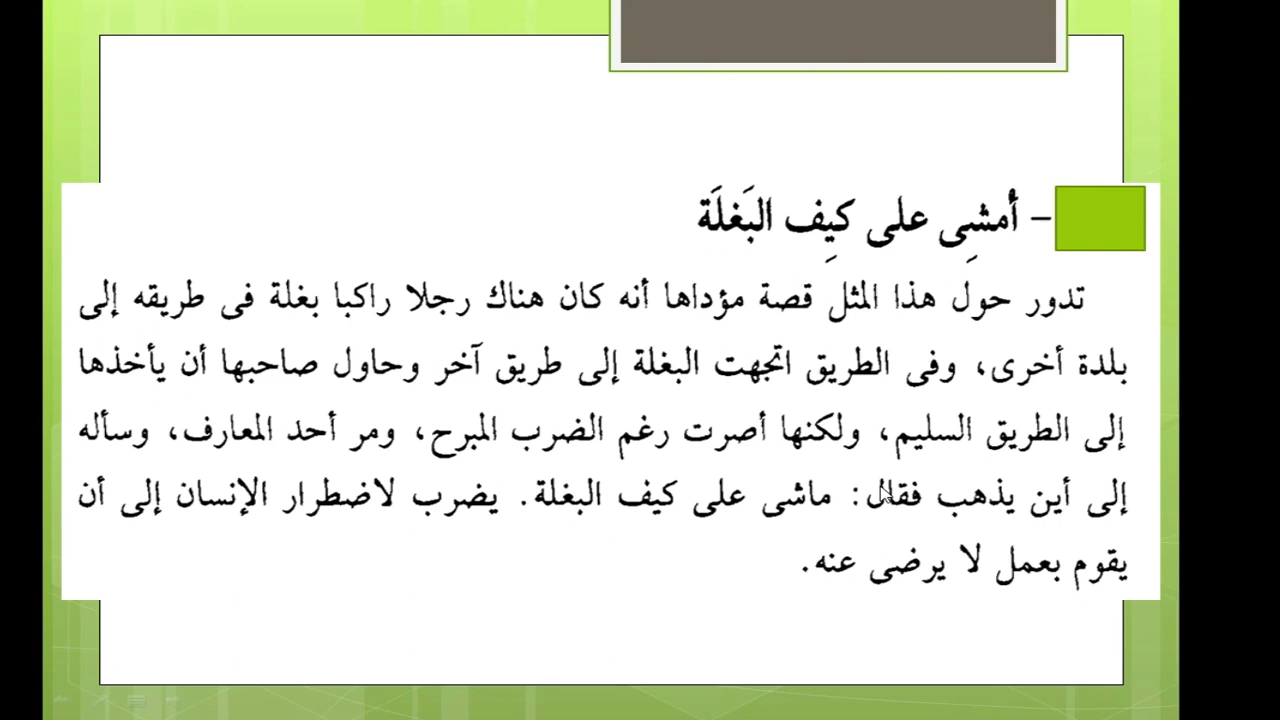 – أَمشِى على كيِف البَغلَة
تدور حول هذا المثل قصة مؤداها أنه كان هناك رجلا راكبا بغلة فى طريقه إلى
بلدة أخرى، وفى الطريق اتجهت البغلة إلى طريق آخر وحاول صاحبها أن يأخذها
إلى الطريق السليم، ولكنها أصرت رغم الضرب المبرح، ومر أحد المعارف، وسأله
إلى أين يذهب فقال: ماشى على كيف البغلة. يضرب لاضطرار الإنسان إلى أن
يقوم بعمل لا يرضى عنه.